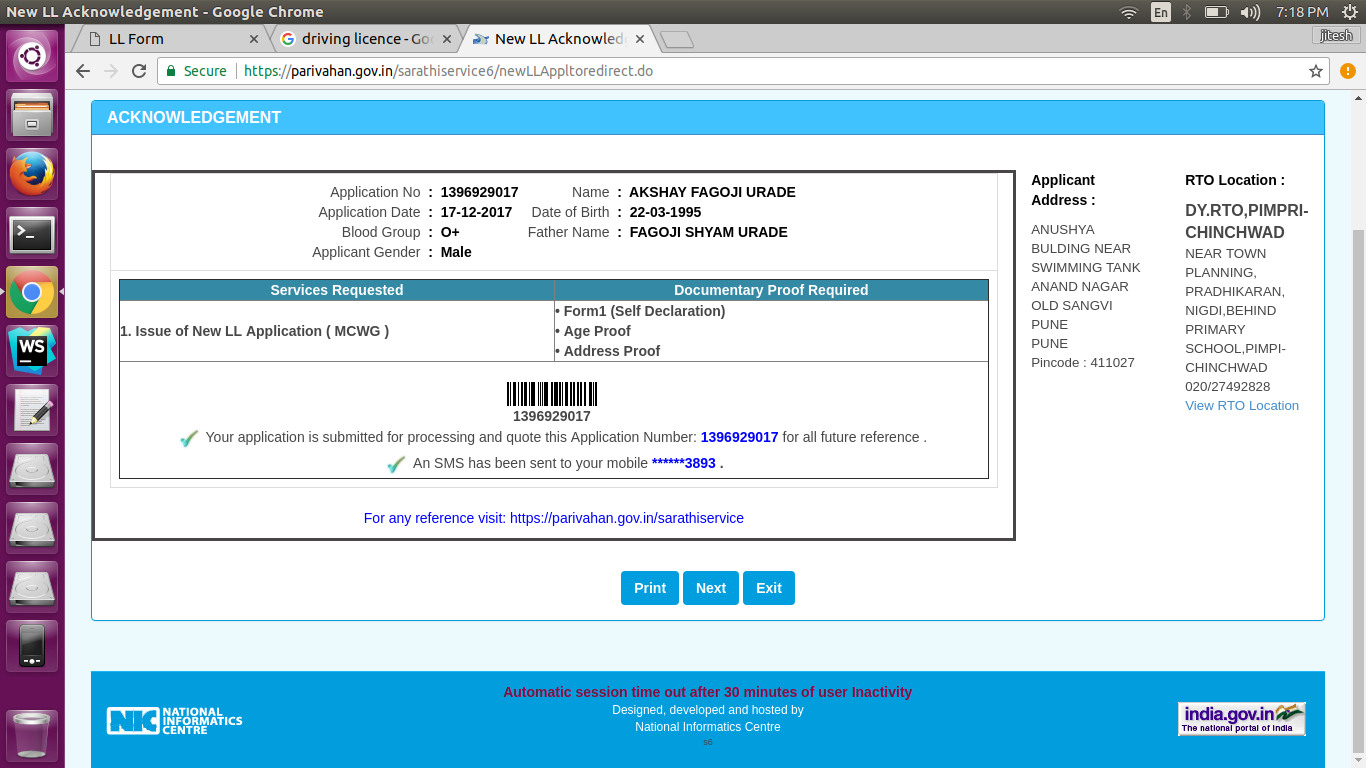 New LL Acknowledgement - Google Chrome
En
7:18 PM
LL Form
driving licence - Go
New LL Acknowled
jitesh
Secure
https://parivahan.gov.in/sarathiservice6/newLLAppltoredirect.do
ACKNOWLEDGEMENT
Application No : 1396929017 Name : AKSHAY FAGOJI URADE
Application Date : 17-12-2017 Date of Birth : 22-03-1995
Blood Group : O+ Father Name : FAGOJI SHYAM URADE
Applicant Gender : Male
Services Requested
Documentary Proof Required
1. Issue of New LL Application ( MCWG )
• Form1 (Self Declaration)
• Age Proof
• Address Proof
1396929017
Your application is submitted for processing and quote this Application Number: 1396929017 for all future reference .
An SMS has been sent to your mobile ******3893 .
For any reference visit: https://parivahan.gov.in/sarathiservice
Applicant
Address :
ANUSHYA
BULDING NEAR
SWIMMING TANK
ANAND NAGAR
OLD SANGVI
PUNE
PUNE
Pincode : 411027
RTO Location :
DY.RTO,PIMPRI-
CHINCHWAD
NEAR TOWN
PLANNING,
PRADHIKARAN,
NIGDI,BEHIND
PRIMARY
SCHOOL,PIMPI-
CHINCHWAD
020/27492828
View RTO Location
Print
Next
Exit
WS
Automatic session time out after 30 minutes of user Inactivity
Designed, developed and hosted by
National Informatics Centre
s6
NIC
NATIONAL
INFORMATICS
CENTRE
india.gov.in
The national portal of India